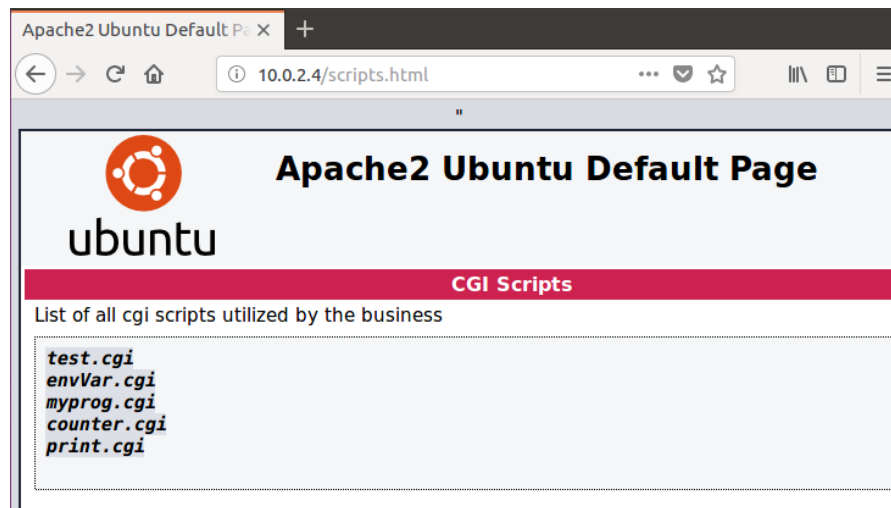 Apache2 Ubuntu Default Pa
10.0.2.4/scripts.html
"
ubuntu
Apache2 Ubuntu Default Page
CGI Scripts
List of all cgi scripts utilized by the business
test.cgi
envVar.cgi
myprog.cgi
counter.cgi
print.cgi